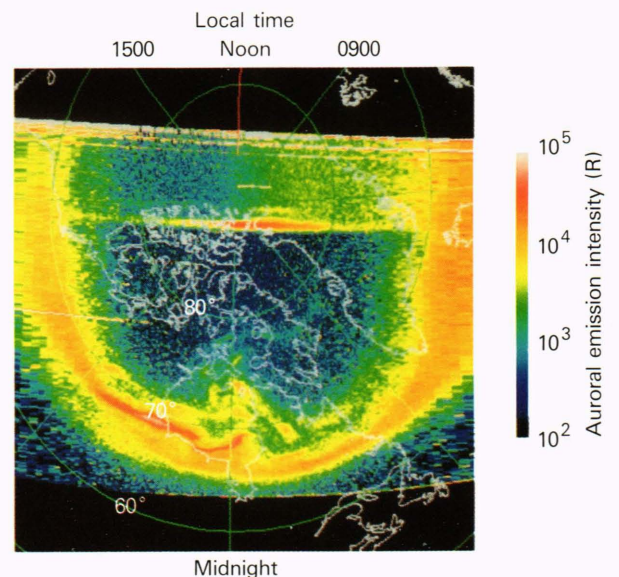 Local time
1500 Noon 0900
10⁵
10⁴
10³
10²
Auroral emission intensity (R)
80°
70°
60°
Midnight